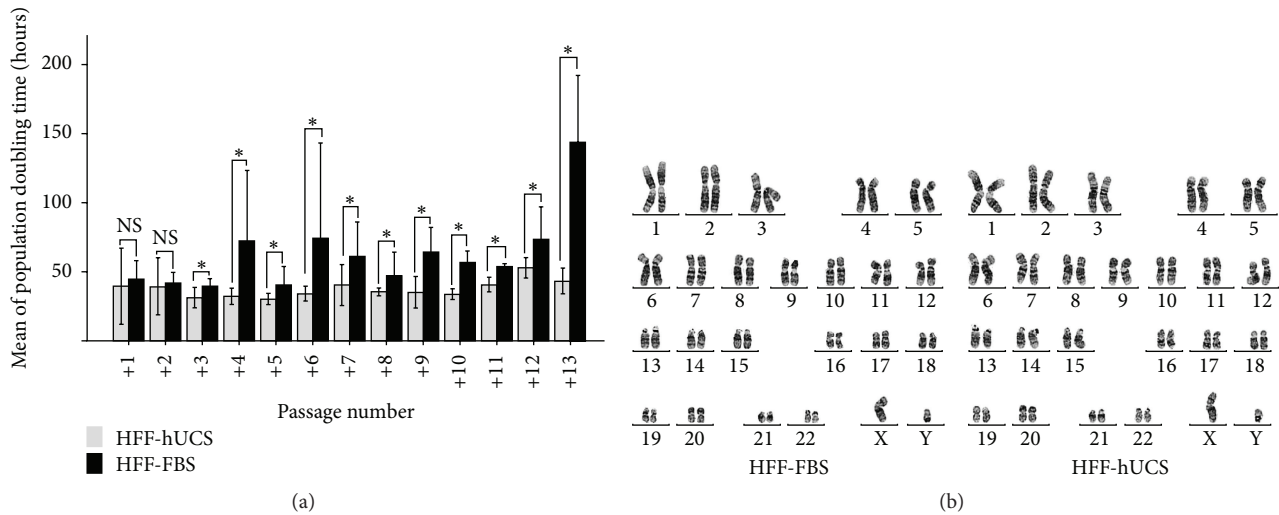 Mean of population doubling time (hours)
200
150
100
50
* * * * * * * * * * *
NS NS
+1 +2 +3 +4 +5 +6 +7 +8 +9 +10 +11 +12 +13
Passage number
HFF-hUCS
HFF-FBS
(a)
1 2 3 4 5
6 7 8 9 10 11 12
13 14 15 16 17 18
19 20 21 22 X Y
HFF-FBS
1 2 3 4 5
6 7 8 9 10 11 12
13 14 15 16 17 18
19 20 21 22 X Y
HFF-hUCS
(b)